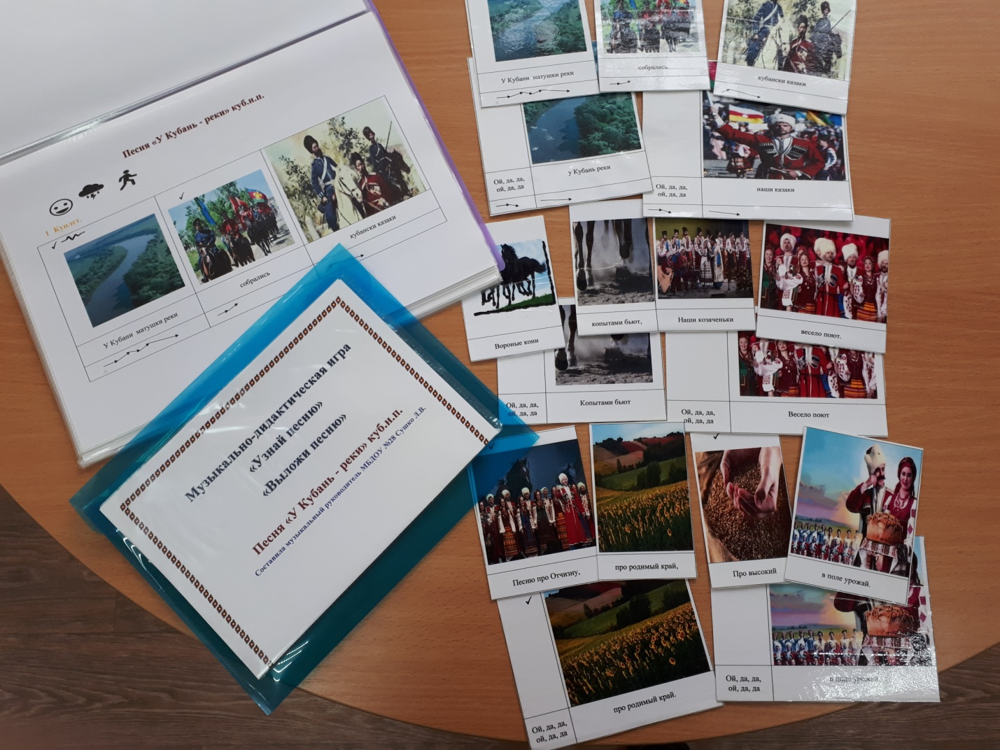 Песня «У Кубань - реки» куб.н.п.
1 Куплет.
У Кубани матушки реки
собрались
кубански казаки
Музыкально-дидактическая игра
«Узнай песню»
«Выложи песню»
Песня «У Кубань - реки» куб.н.п.
Составила музыкальный руководитель МБДОУ №28 Сушко Л.В.
У Кубани матушки реки
собрались
кубански казаки
Ой, да, да,
ой, да, да
у Кубань реки
Ой, да, да,
ой, да, да
наши казаки
Вороные кони
копытами бьют,
Наши козаченьки
весело поют.
Ой, да, да,
ой, да, да
Копытами бьют
Ой, да, да,
ой, да, да
Весело поют
Песню про Отчизну,
про родимый край,
Про высокий
в поле урожай.
Ой, да, да,
ой, да, да
про родимый край.
Ой, да, да,
ой, да, да
в поле урожай.